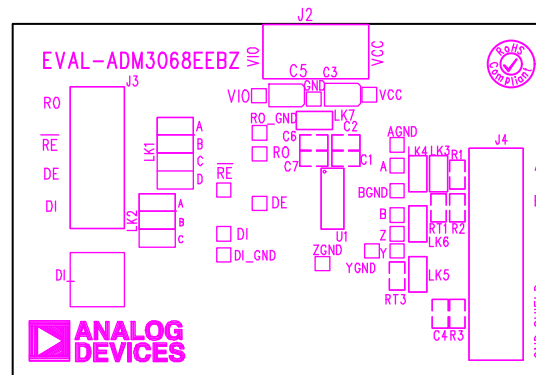 J2
EVAL-ADM3068EEBZ
VIO
VCC
RoHS
Compliant
J3
C5
GND
C3
VIO
VCC
RO
RO_GND
LK7
A
B
C
D
LK1
C6
C2
AGND
J4
RE
RO
C7
C1
A
LK4
LK3
R1
DE
RE
BGND
DI
A
B
C
LK2
DE
U1
B
RT1
R2
DI
Z
LK6
DI_GND
ZGND
Y
YGND
DI_
LK5
RT3
C4
R3
ANALOG
DEVICES